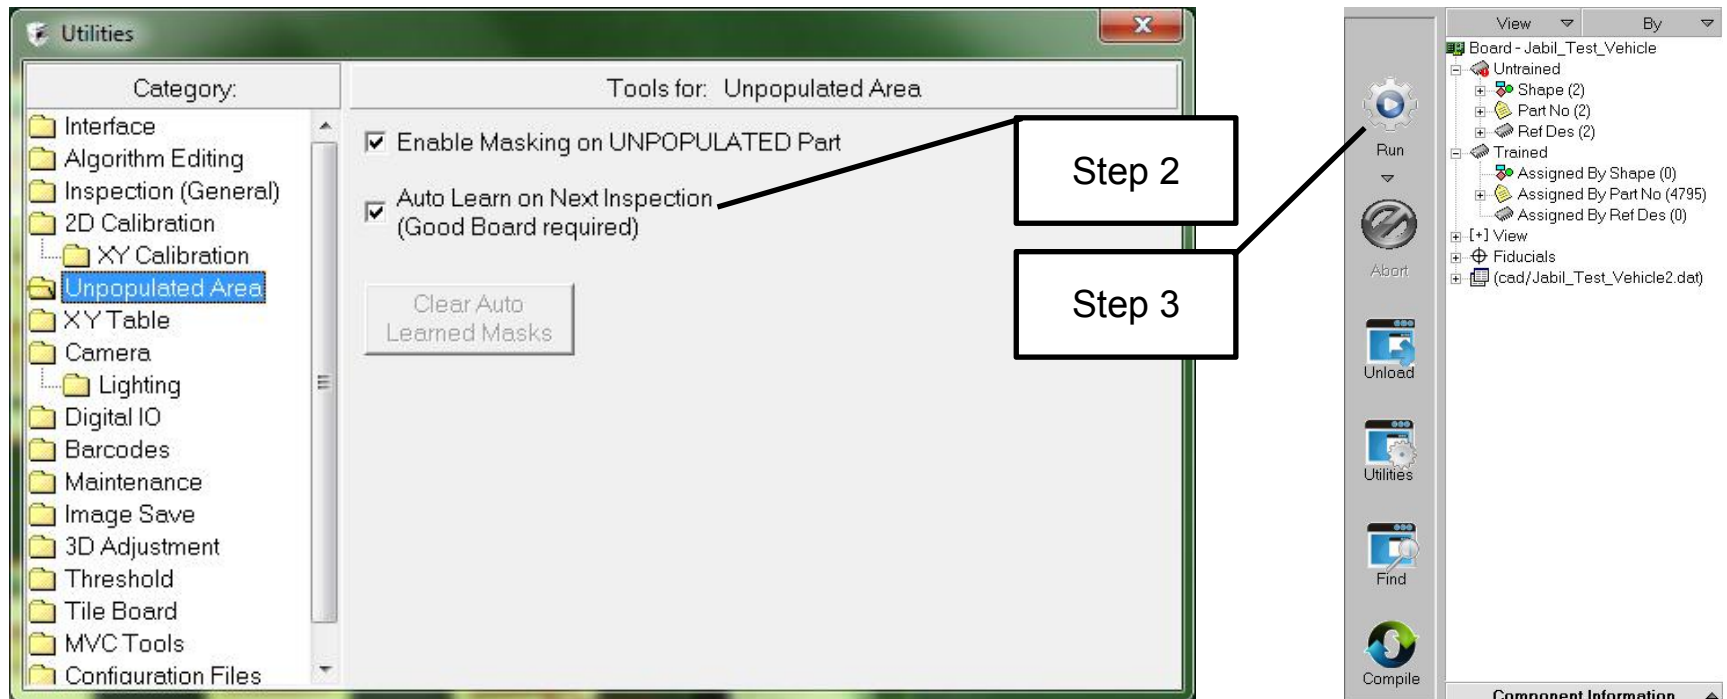 Utilities
Category:
Tools for: Unpopulated Area
Interface
Algorithm Editing
Inspection (General)
2D Calibration
XY Calibration
Unpopulated Area
XY Table
Camera
Lighting
Digital IO
Barcodes
Maintenance
Image Save
3D Adjustment
Threshold
Tile Board
MVC Tools
Configuration Files
Enable Masking on UNPOPULATED Part
Auto Learn on Next Inspection
(Good Board required)
Clear Auto
Learned Masks
Step 2
Step 3
Run
Abort
Unload
Utilities
Find
Compile
View
By
Board - Jabil_Test_Vehicle
Untrained
Shape (2)
Part No (2)
Ref Des (2)
Trained
Assigned By Shape (0)
Assigned By Part No (4795)
Assigned By Ref Des (0)
[+] View
Fiducials
(cad/Jabil_Test_Vehicle2.dat)
Component Information